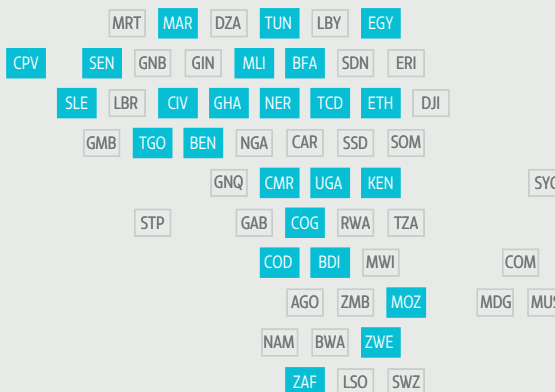 MRT MAR DZA TUN LBY EGY
CPV SEN GNB GIN MLI BFA SDN ERI
SLE LBR CIV GHA NER TCD ETH DJI
GMB TGO BEN NGA CAR SSD SOM
GNQ CMR UGA KEN SYC
STP GAB COG RWA TZA
COD BDI MWI COM
AGO ZMB MOZ MDG MUS
NAM BWA ZWE
ZAF LSO SWZ